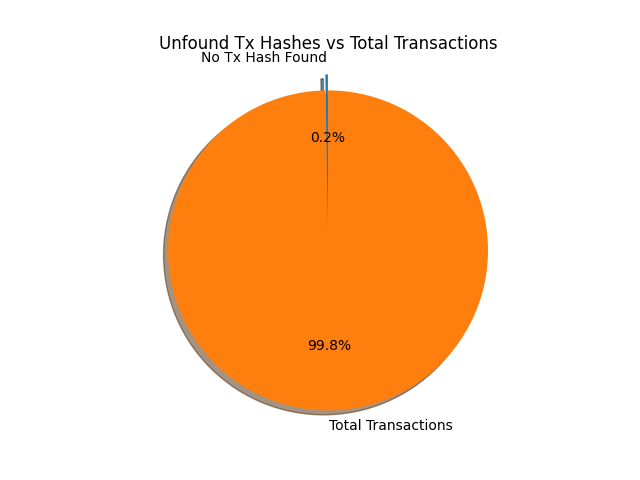 Unfound Tx Hashes vs Total Transactions
No Tx Hash Found
0.2%
99.8%
Total Transactions